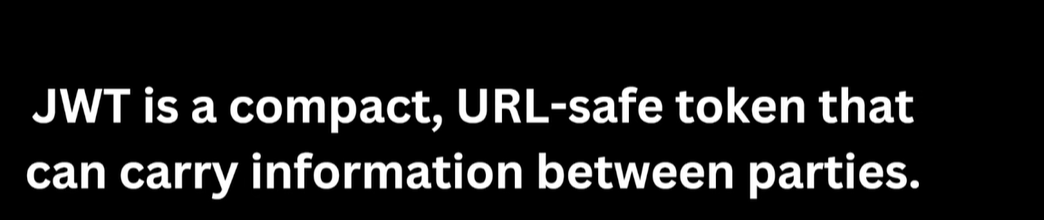 JWT is a compact, URL-safe token that
can carry information between parties.